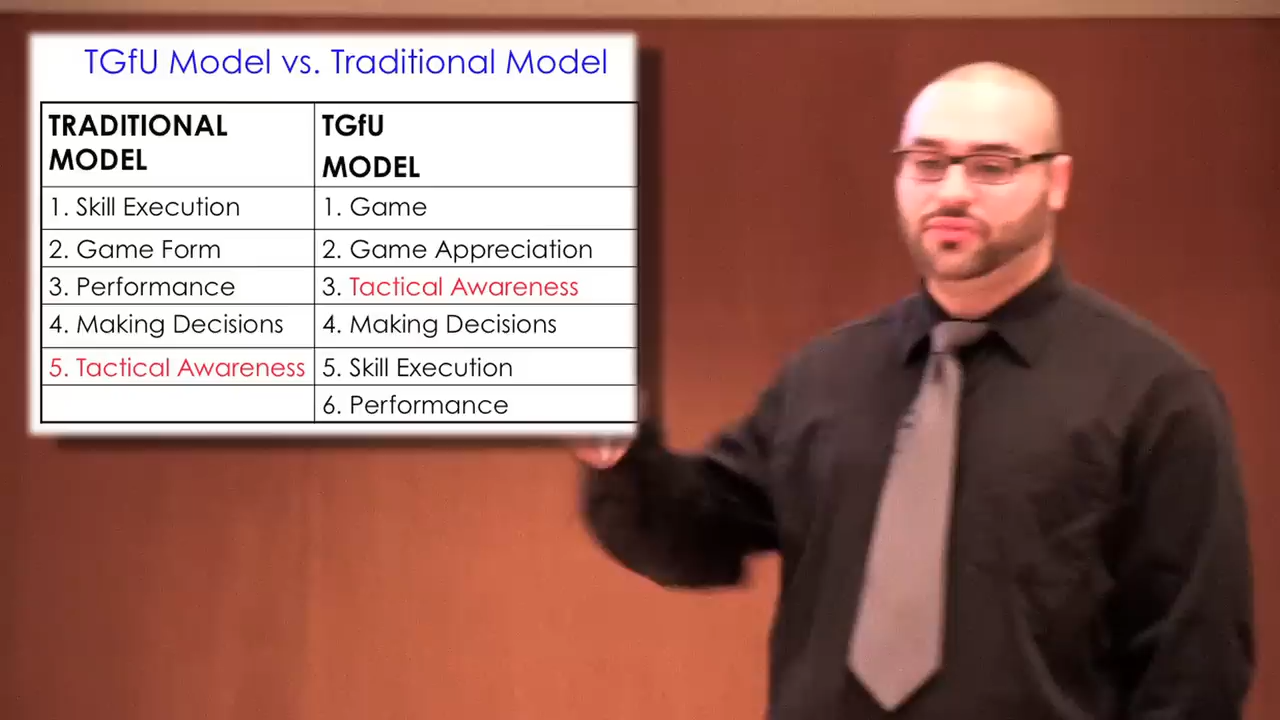 TGfU Model vs. Traditional Model
TRADITIONAL MODEL
TGfU MODEL
1. Skill Execution
1. Game
2. Game Form
2. Game Appreciation
3. Performance
3. Tactical Awareness
4. Making Decisions
4. Making Decisions
5. Tactical Awareness
5. Skill Execution
6. Performance